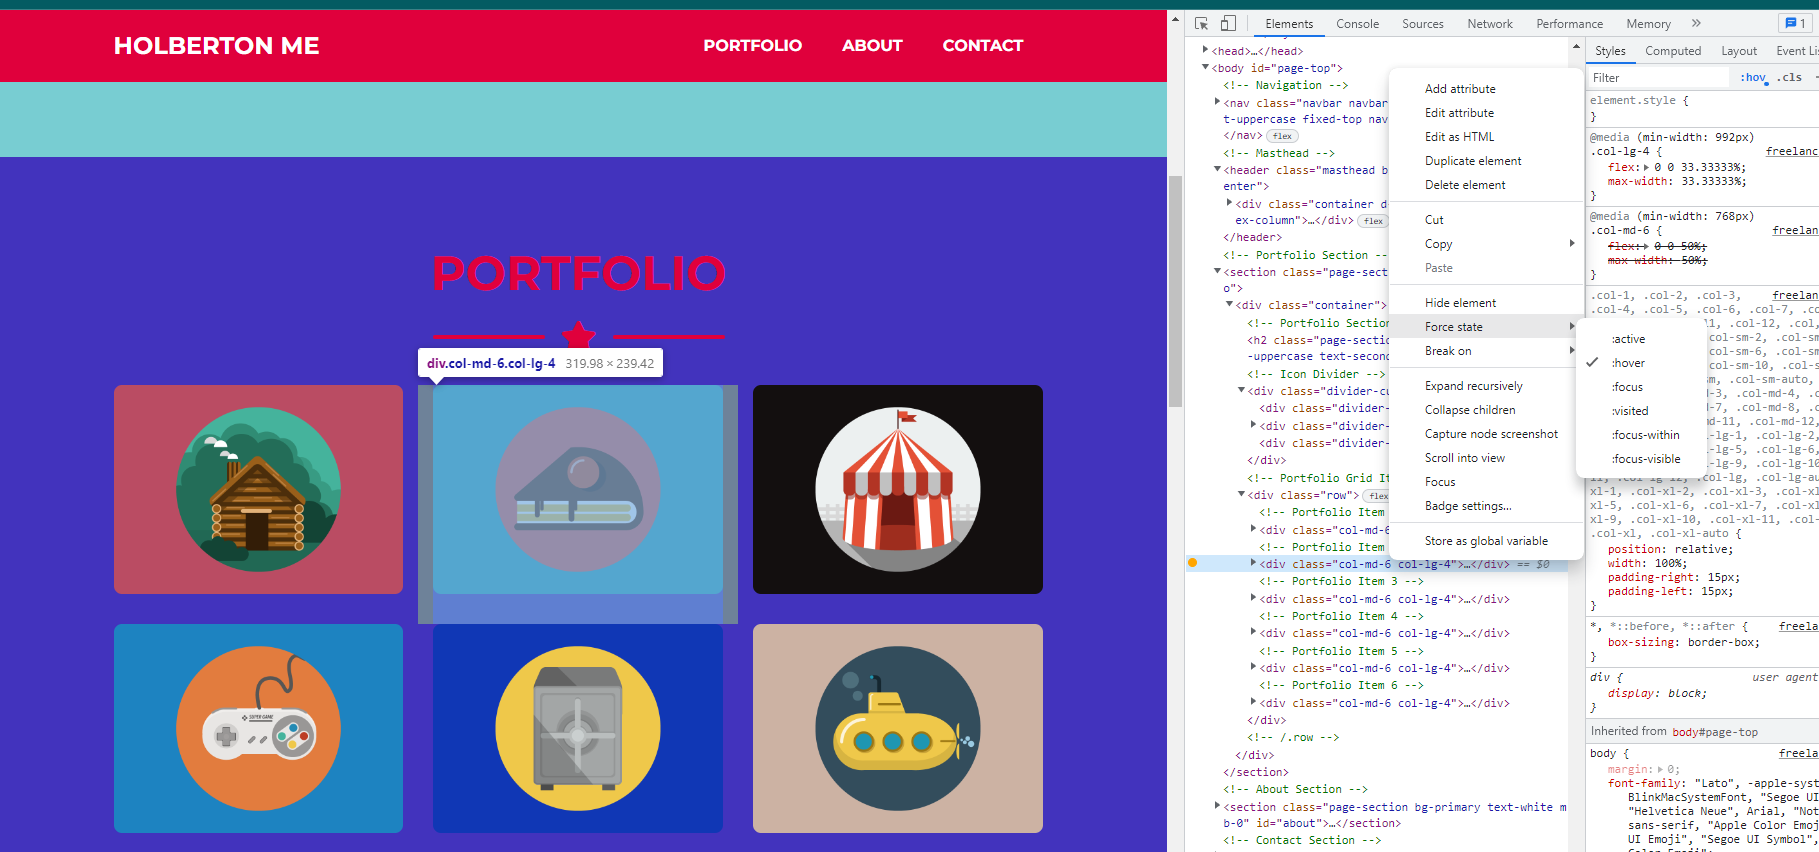 HOLBERTON ME
PORTFOLIO
ABOUT
CONTACT
PORTFOLIO
div.col-md-6.col-lg-4 319.98 × 239.42
SUPER GAME
Elements
Console
Sources
Network
Performance
Memory
»
1
<head>…</head>
<body id="page-top">
<!-- Navigation -->
<nav class="navbar navbar
t-uppercase fixed-top nav
</nav> flex
<!-- Masthead -->
<header class="masthead b
enter">
<div class="container d
ex-column">…</div> flex
</header>
<!-- Portfolio Section --
<section class="page-sect
o">
<div class="container">
<!-- Portfolio Section
<h2 class="page-section
-uppercase text-second
<!-- Icon Divider -->
<div class="divider-cu
<div class="divider-
<div class="divider-
<div class="divider-
</div>
<!-- Portfolio Grid It
<div class="row"> flex
<!-- Portfolio Item
<div class="col-md-6
<!-- Portfolio Item
<div class="col-md-6 col-lg-4">…</div> == $0
<!-- Portfolio Item 3 -->
<div class="col-md-6 col-lg-4">…</div>
<!-- Portfolio Item 4 -->
<div class="col-md-6 col-lg-4">…</div>
<!-- Portfolio Item 5 -->
<div class="col-md-6 col-lg-4">…</div>
<!-- Portfolio Item 6 -->
<div class="col-md-6 col-lg-4">…</div>
</div>
<!-- /.row -->
</div>
</section>
<!-- About Section -->
<section class="page-section bg-primary text-white m
b-0" id="about">…</section>
<!-- Contact Section -->
Add attribute
Edit attribute
Edit as HTML
Duplicate element
Delete element
Cut
Copy
Paste
Hide element
Force state
Break on
Expand recursively
Collapse children
Capture node screenshot
Scroll into view
Focus
Badge settings...
Store as global variable
:active
:hover
:focus
:visited
:focus-within
:focus-visible
Styles
Computed
Layout
Event Lis
Filter
:hov
.cls
element.style {
}
@media (min-width: 992px)
.col-lg-4 { freelanc
flex: 0 0 33.33333%;
max-width: 33.33333%;
}
@media (min-width: 768px)
.col-md-6 { freelanc
flex: 0 0 50%;
max-width: 50%;
}
.col-1, .col-2, .col-3, freelan
.col-4, .col-5, .col-6, .col-7, .co
11, .col-12, .col,
ol-sm-2, .col-sm-
sm-6, .col-sm-
sm-10, .col-sm-
sm, .col-sm-auto,
d-3, .col-md-4, .c
d-7, .col-md-8, .c
-md-11, .col-md-12,
-lg-1, .col-lg-2,
g-5, .col-lg-6,
-lg-9, .col-lg-10
11, .col-lg-12, .col-lg, .col-lg-au
xl-1, .col-xl-2, .col-xl-3, .col-xl
xl-5, .col-xl-6, .col-xl-7, .col-xl
xl-9, .col-xl-10, .col-xl-11, .col-
.col-xl, .col-xl-auto {
position: relative;
width: 100%;
padding-right: 15px;
padding-left: 15px;
}
*, *::before, *::after { freela
box-sizing: border-box;
}
div { user agent
display: block;
}
Inherited from body#page-top
body { freela
margin: 0;
font-family: "Lato", -apple-syst
BlinkMacSystemFont, "Segoe UI
"Helvetica Neue", Arial, "Not
sans-serif, "Apple Color Emoj
UI Emoji", "Segoe UI Symbol",